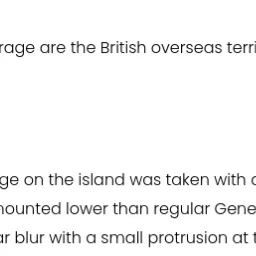 rage are the British overseas terri
ge on the island was taken with
mounted lower than regular Gene
ar blur with a small protrusion at